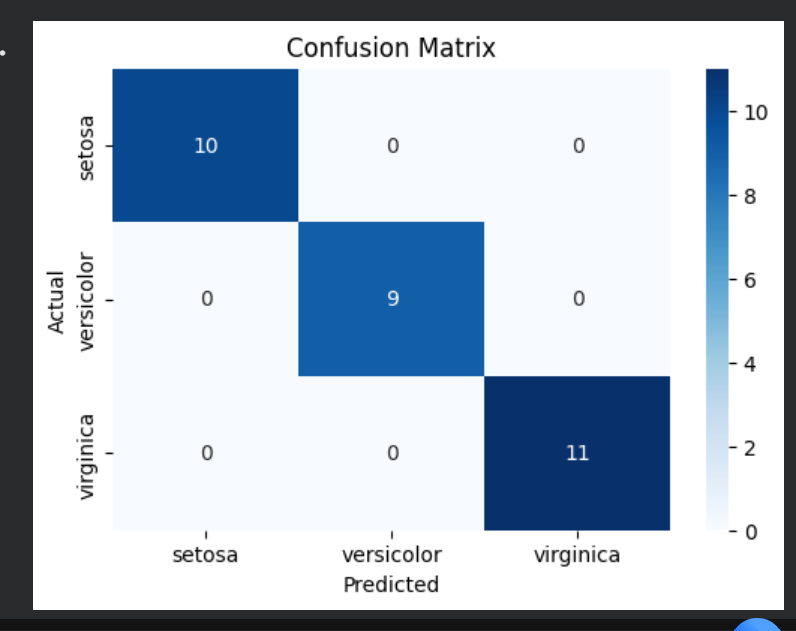 Confusion Matrix
setosa
10 0 0
versicolor
0 9 0
virginica
0 0 11
Actual
setosa versicolor virginica
Predicted
10
8
6
4
2
0